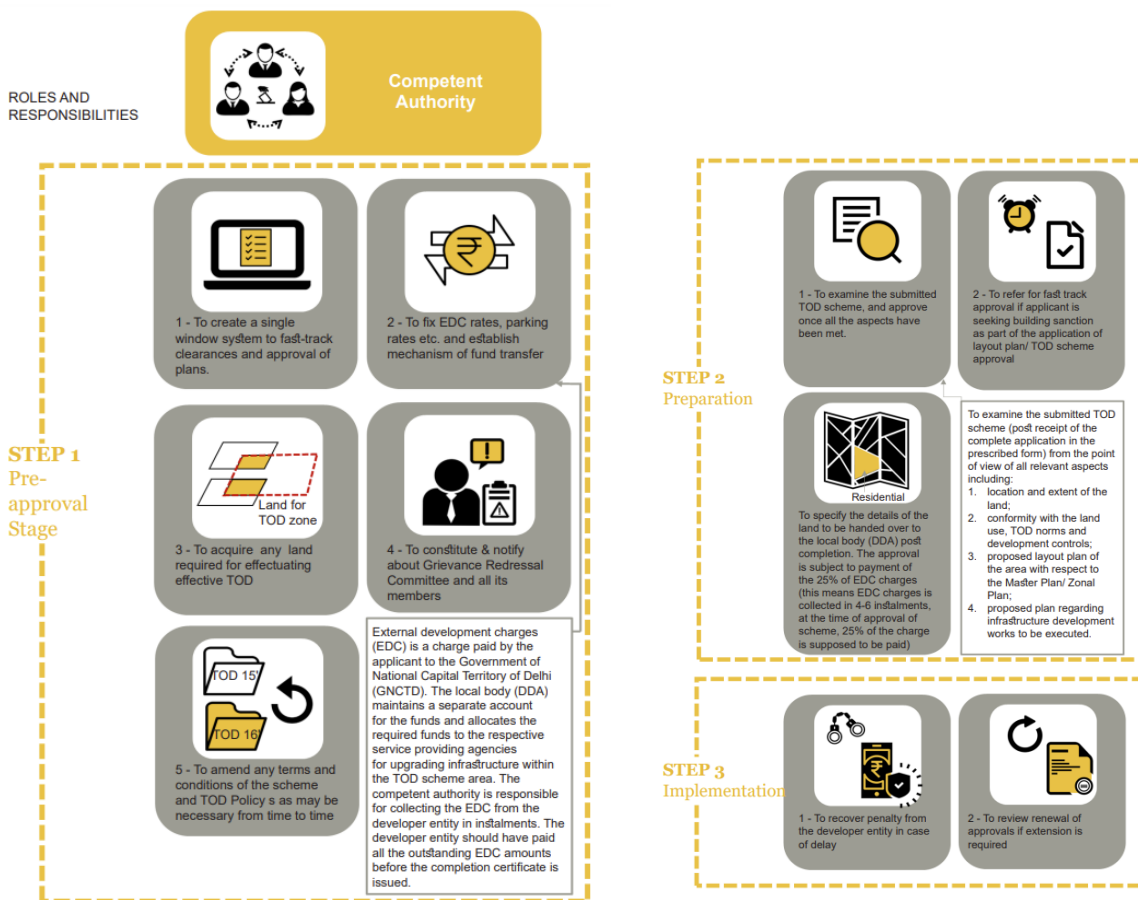 ROLES AND
RESPONSIBILITIES
Competent
Authority
STEP 1
Pre-
approval
Stage
1 - To create a single
window system to fast-track
clearances and approval of
plans.
2 - To fix EDC rates, parking
rates etc. and establish
mechanism of fund transfer
Land for
TOD zone
3 - To acquire any land
required for effectuating
effective TOD
4 - To constitute & notify
about Grievance Redressal
Committee and all its
members
TOD 15'
TOD 16'
5 - To amend any terms and
conditions of the scheme
and TOD Policy s as may be
necessary from time to time
External development charges
(EDC) is a charge paid by the
applicant to the Government of
National Capital Territory of Delhi
(GNCTD). The local body (DDA)
maintains a separate account
for the funds and allocates the
required funds to the respective
service providing agencies
for upgrading infrastructure within
the TOD scheme area. The
competent authority is responsible
for collecting the EDC from the
developer entity in instalments. The
developer entity should have paid
all the outstanding EDC amounts
before the completion certificate is
issued.
STEP 2
Preparation
1 - To examine the submitted
TOD scheme, and approve
once all the aspects have
been met.
2 - To refer for fast track
approval if applicant is
seeking building sanction
as part of the application of
layout plan/ TOD scheme
approval
Residential
To specify the details of the
land to be handed over to
the local body (DDA) post
completion. The approval
is subject to payment of
the 25% of EDC charges
(this means EDC charges is
collected in 4-6 instalments,
at the time of approval of
scheme, 25% of the charge
is supposed to be paid)
To examine the submitted TOD
scheme (post receipt of the
complete application in the
prescribed form) from the point
of view of all relevant aspects
including:
1. location and extent of the
land;
2. conformity with the land
use, TOD norms and
development controls;
3. proposed layout plan of
the area with respect to
the Master Plan/ Zonal
Plan;
4. proposed plan regarding
infrastructure development
works to be executed.
STEP 3
Implementation
1 - To recover penalty from
the developer entity in case
of delay
2 - To review renewal of
approvals if extension is
required